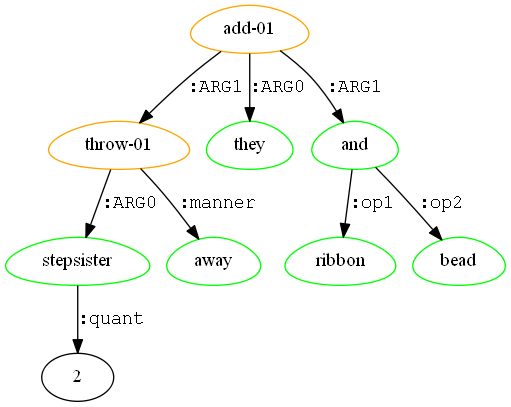 add-01
:ARG1 :ARG0 :ARG1
throw-01 they and
:ARG0 :manner :op1 :op2
stepsister away ribbon bead
:quant
2